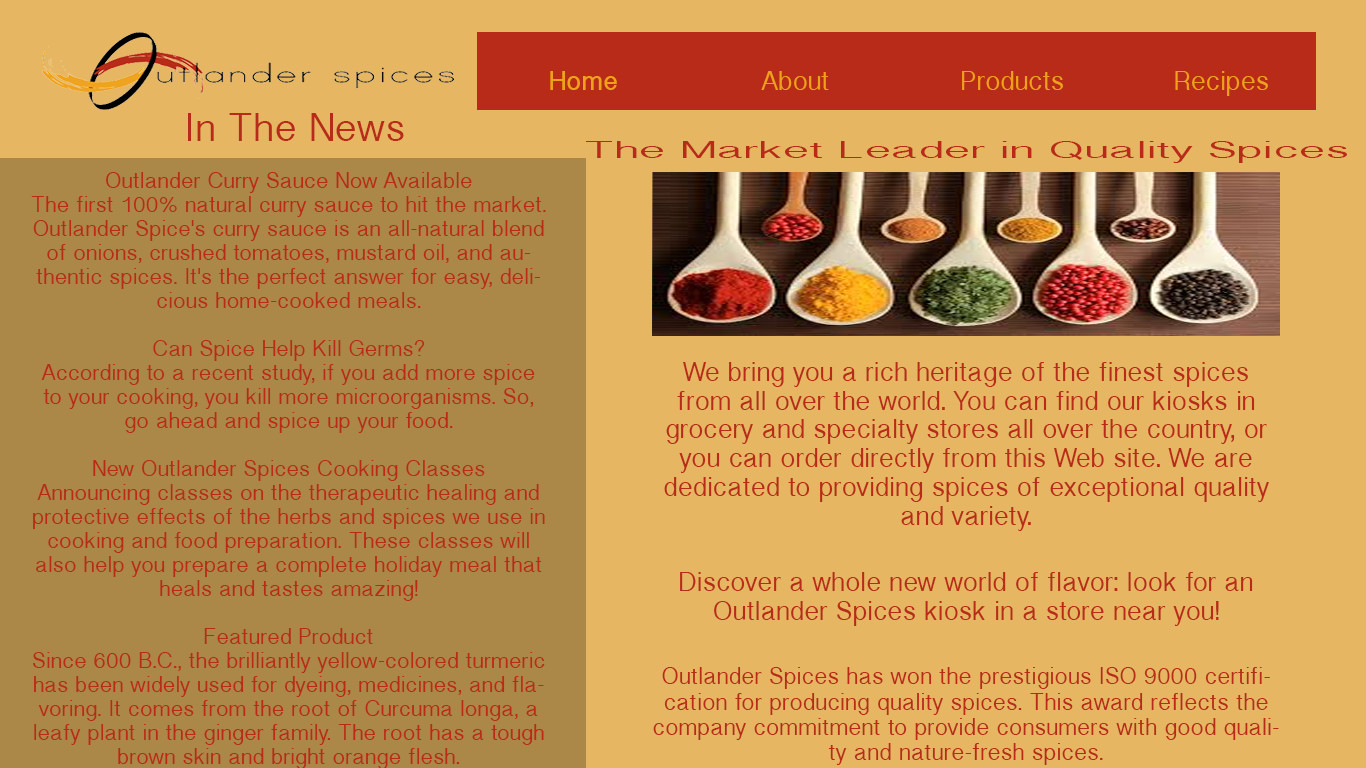 Outlander spices
Home
About
Products
Recipes
In The News
Outlander Curry Sauce Now Available
The first 100% natural curry sauce to hit the market.
Outlander Spice's curry sauce is an all-natural blend
of onions, crushed tomatoes, mustard oil, and au-
thentic spices. It's the perfect answer for easy, deli-
cious home-cooked meals.
Can Spice Help Kill Germs?
According to a recent study, if you add more spice
to your cooking, you kill more microorganisms. So,
go ahead and spice up your food.
New Outlander Spices Cooking Classes
Announcing classes on the therapeutic healing and
protective effects of the herbs and spices we use in
cooking and food preparation. These classes will
also help you prepare a complete holiday meal that
heals and tastes amazing!
Featured Product
Since 600 B.C., the brilliantly yellow-colored turmeric
has been widely used for dyeing, medicines, and fla-
voring. It comes from the root of Curcuma longa, a
leafy plant in the ginger family. The root has a tough
brown skin and bright orange flesh.
The Market Leader in Quality Spices
We bring you a rich heritage of the finest spices
from all over the world. You can find our kiosks in
grocery and specialty stores all over the country, or
you can order directly from this Web site. We are
dedicated to providing spices of exceptional quality
and variety.
Discover a whole new world of flavor: look for an
Outlander Spices kiosk in a store near you!
Outlander Spices has won the prestigious ISO 9000 certifi-
cation for producing quality spices. This award reflects the
company commitment to provide consumers with good quali-
ty and nature-fresh spices.